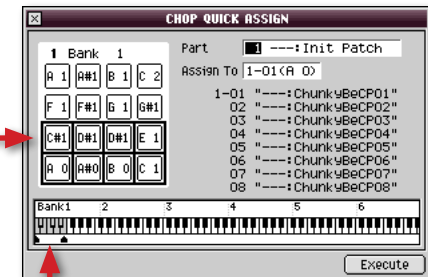 CHOP QUICK ASSIGN
1 Bank 1
A 1 A#1 B 1 C 2
F 1 F#1 G 1 G#1
C#1 D#1 D#1 E 1
A 0 A#0 B 0 C 1
Part 1 ---:Init Patch
Assign To 1-01(A 0)
1-01 "---:ChunkyBeCP01"
02 "---:ChunkyBeCP02"
03 "---:ChunkyBeCP03"
04 "---:ChunkyBeCP04"
05 "---:ChunkyBeCP05"
06 "---:ChunkyBeCP06"
07 "---:ChunkyBeCP07"
08 "---:ChunkyBeCP08"
Bank1 2 3 4 5 6
Execute